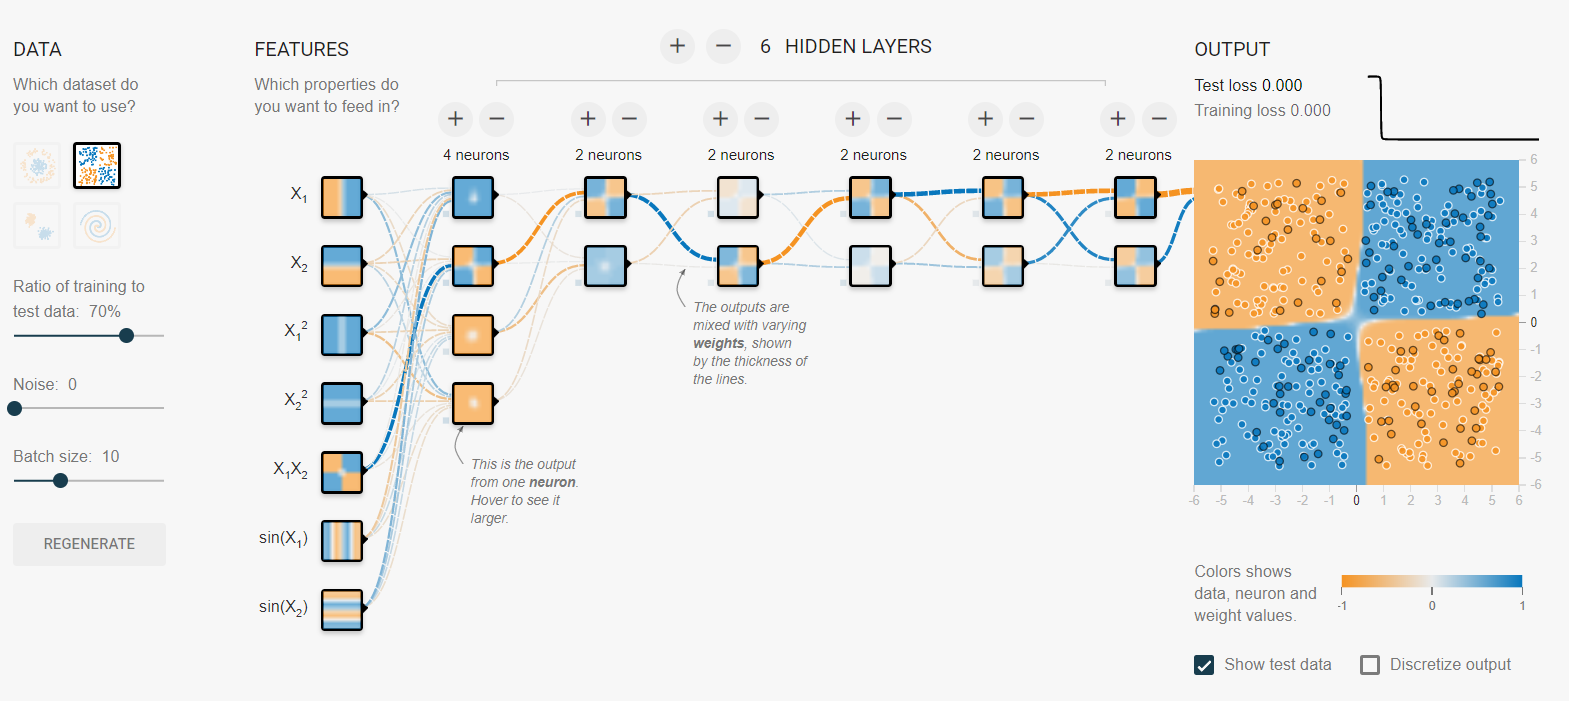 DATA
Which dataset do
you want to use?
Ratio of training to
test data: 70%
Noise: 0
Batch size: 10
REGENERATE
FEATURES
Which properties do
you want to feed in?
X1
X2
X1^2
X2^2
X1X2
sin(X1)
sin(X2)
+ − 6 HIDDEN LAYERS
+ − + − + − + − + − + −
4 neurons 2 neurons 2 neurons 2 neurons 2 neurons 2 neurons
The outputs are
mixed with varying
weights, shown
by the thickness of
the lines.
This is the output
from one neuron.
Hover to see it
larger.
OUTPUT
Test loss 0.000
Training loss 0.000
6
5
4
3
2
1
0
-1
-2
-3
-4
-5
-6
-6 -5 -4 -3 -2 -1 0 1 2 3 4 5 6
Colors shows
data, neuron and
weight values.
-1 0 1
Show test data Discretize output